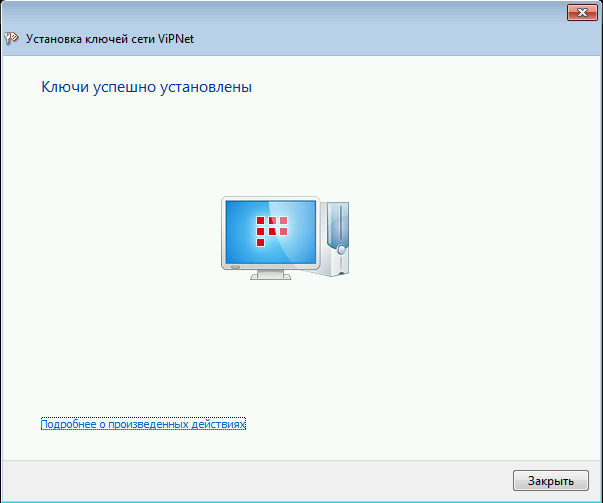 Установка ключей сети ViPNet
Ключи успешно установлены
Подробнее о произведенных действиях
Закрыть